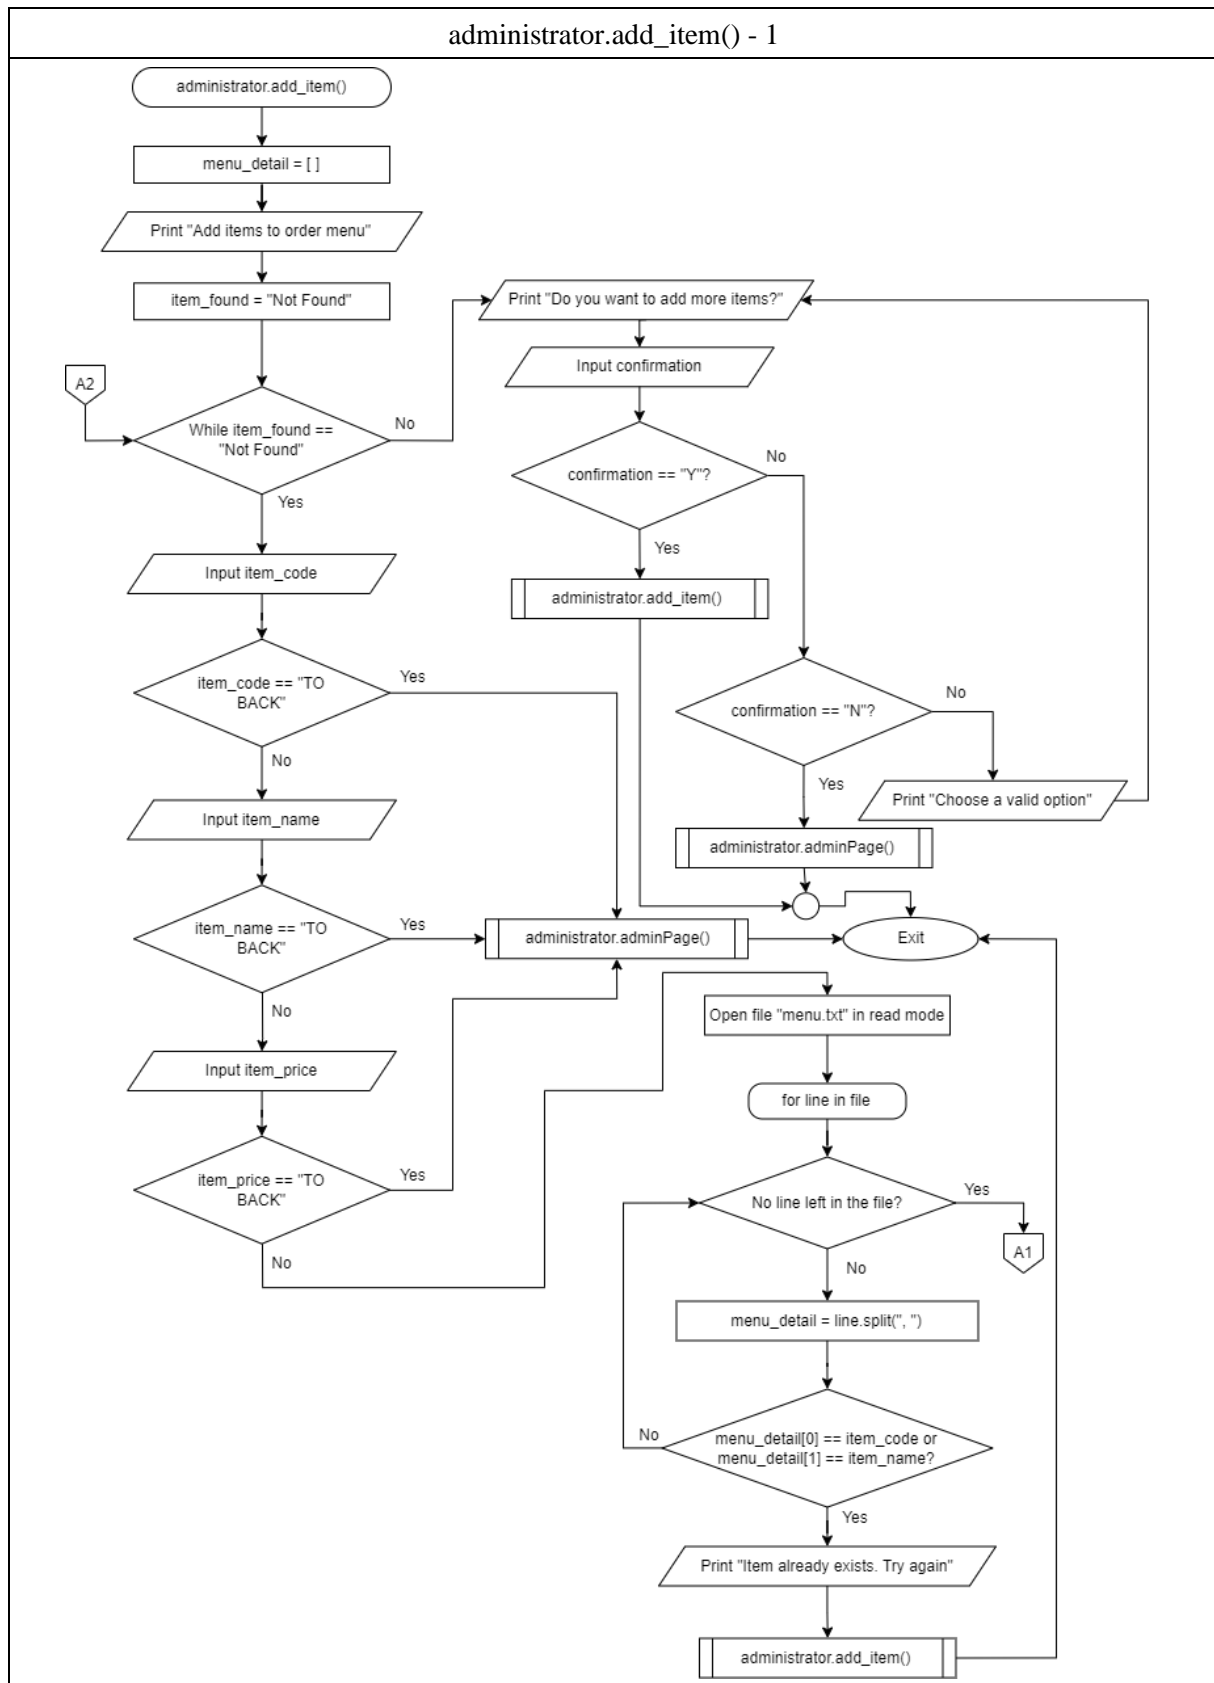 administrator.add_item() - 1
administrator.add_item()
menu_detail = [ ]
Print "Add items to order menu"
item_found = "Not Found"
A2
While item_found ==
"Not Found"
No
Yes
Input item_code
item_code == "TO
BACK"
Yes
No
Input item_name
item_name == "TO
BACK"
Yes
No
Input item_price
item_price == "TO
BACK"
Yes
No
Print "Do you want to add more items?"
Input confirmation
confirmation == "Y"?
No
Yes
administrator.add_item()
confirmation == "N"?
No
Yes
Print "Choose a valid option"
administrator.adminPage()
administrator.adminPage()
Exit
Open file "menu.txt" in read mode
for line in file
No line left in the file?
Yes
A1
No
menu_detail = line.split(", ")
menu_detail[0] == item_code or
menu_detail[1] == item_name?
No
Yes
Print "Item already exists. Try again"
administrator.add_item()